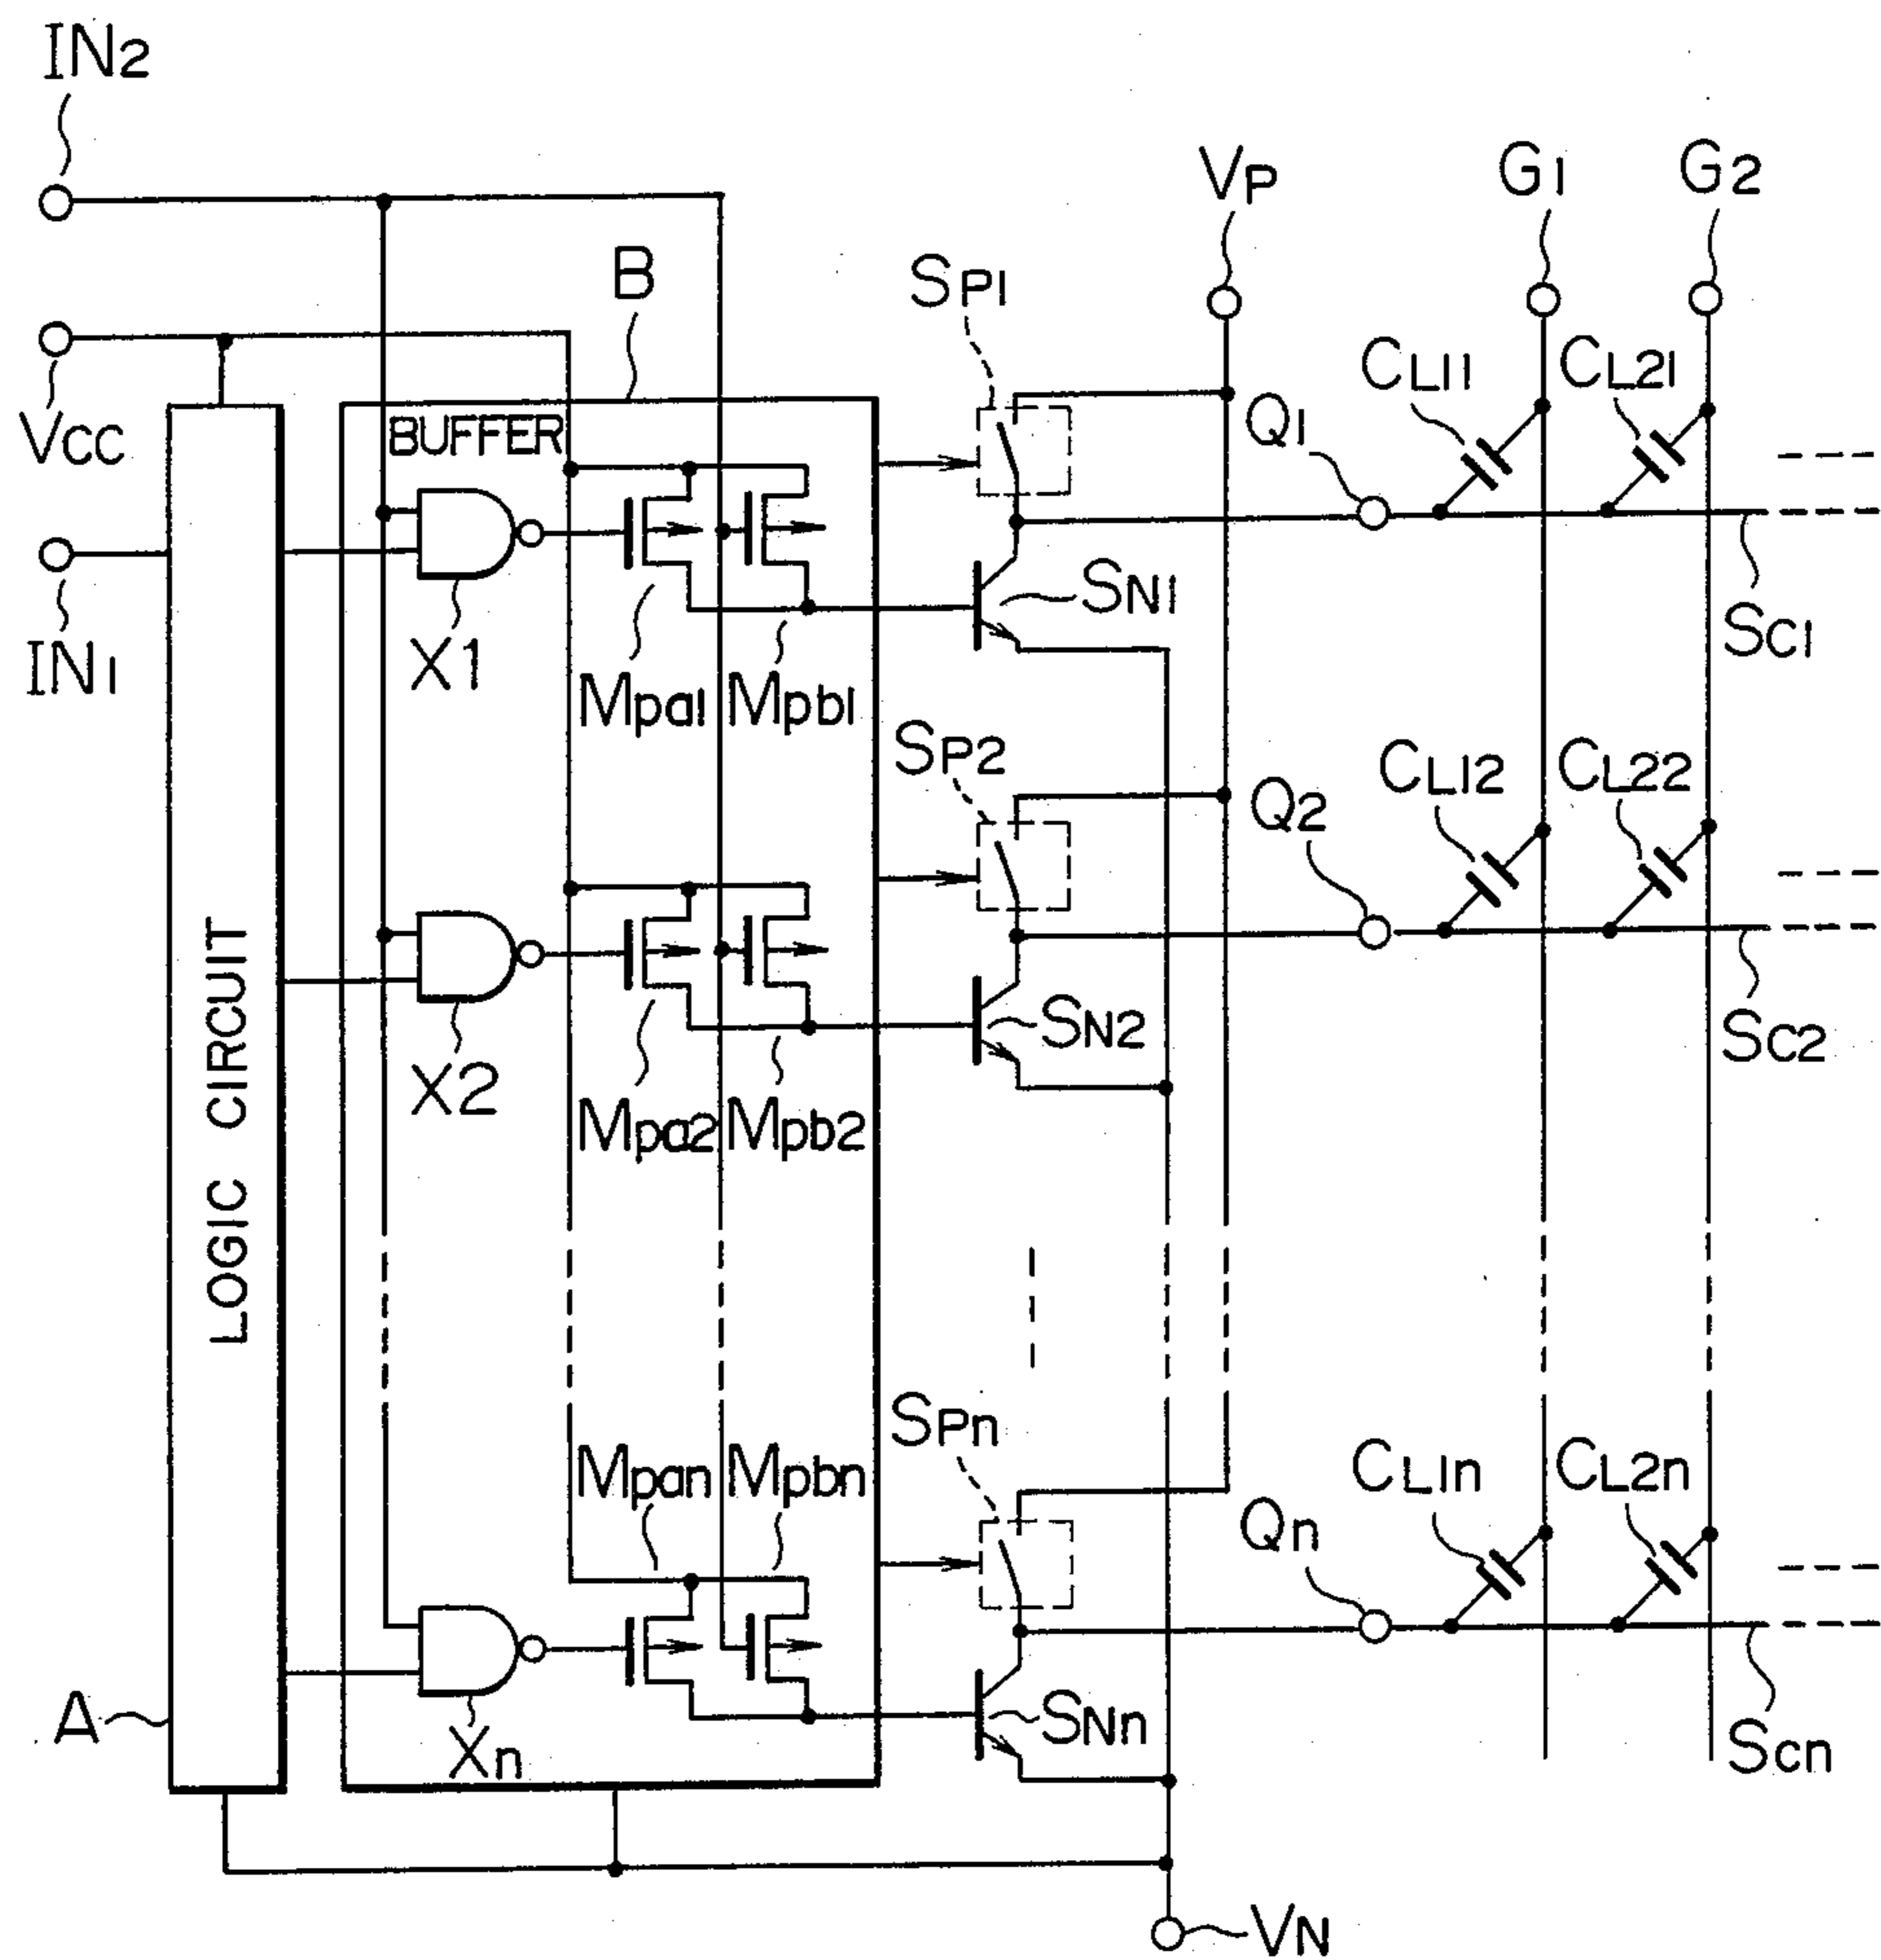 IN2
VP
G1
G2
B
SP1
VCC
CL11
CL21
Q1
BUFFER
IN1
X1
SN1
SC1
Mpa1
Mpb1
SP2
CL12
CL22
Q2
LOGIC CIRCUIT
SN2
SC2
X2
Mpa2
Mpb2
SPn
Mpan
Mpbn
CL1n
CL2n
Qn
A
SNn
Xn
Scn
VN